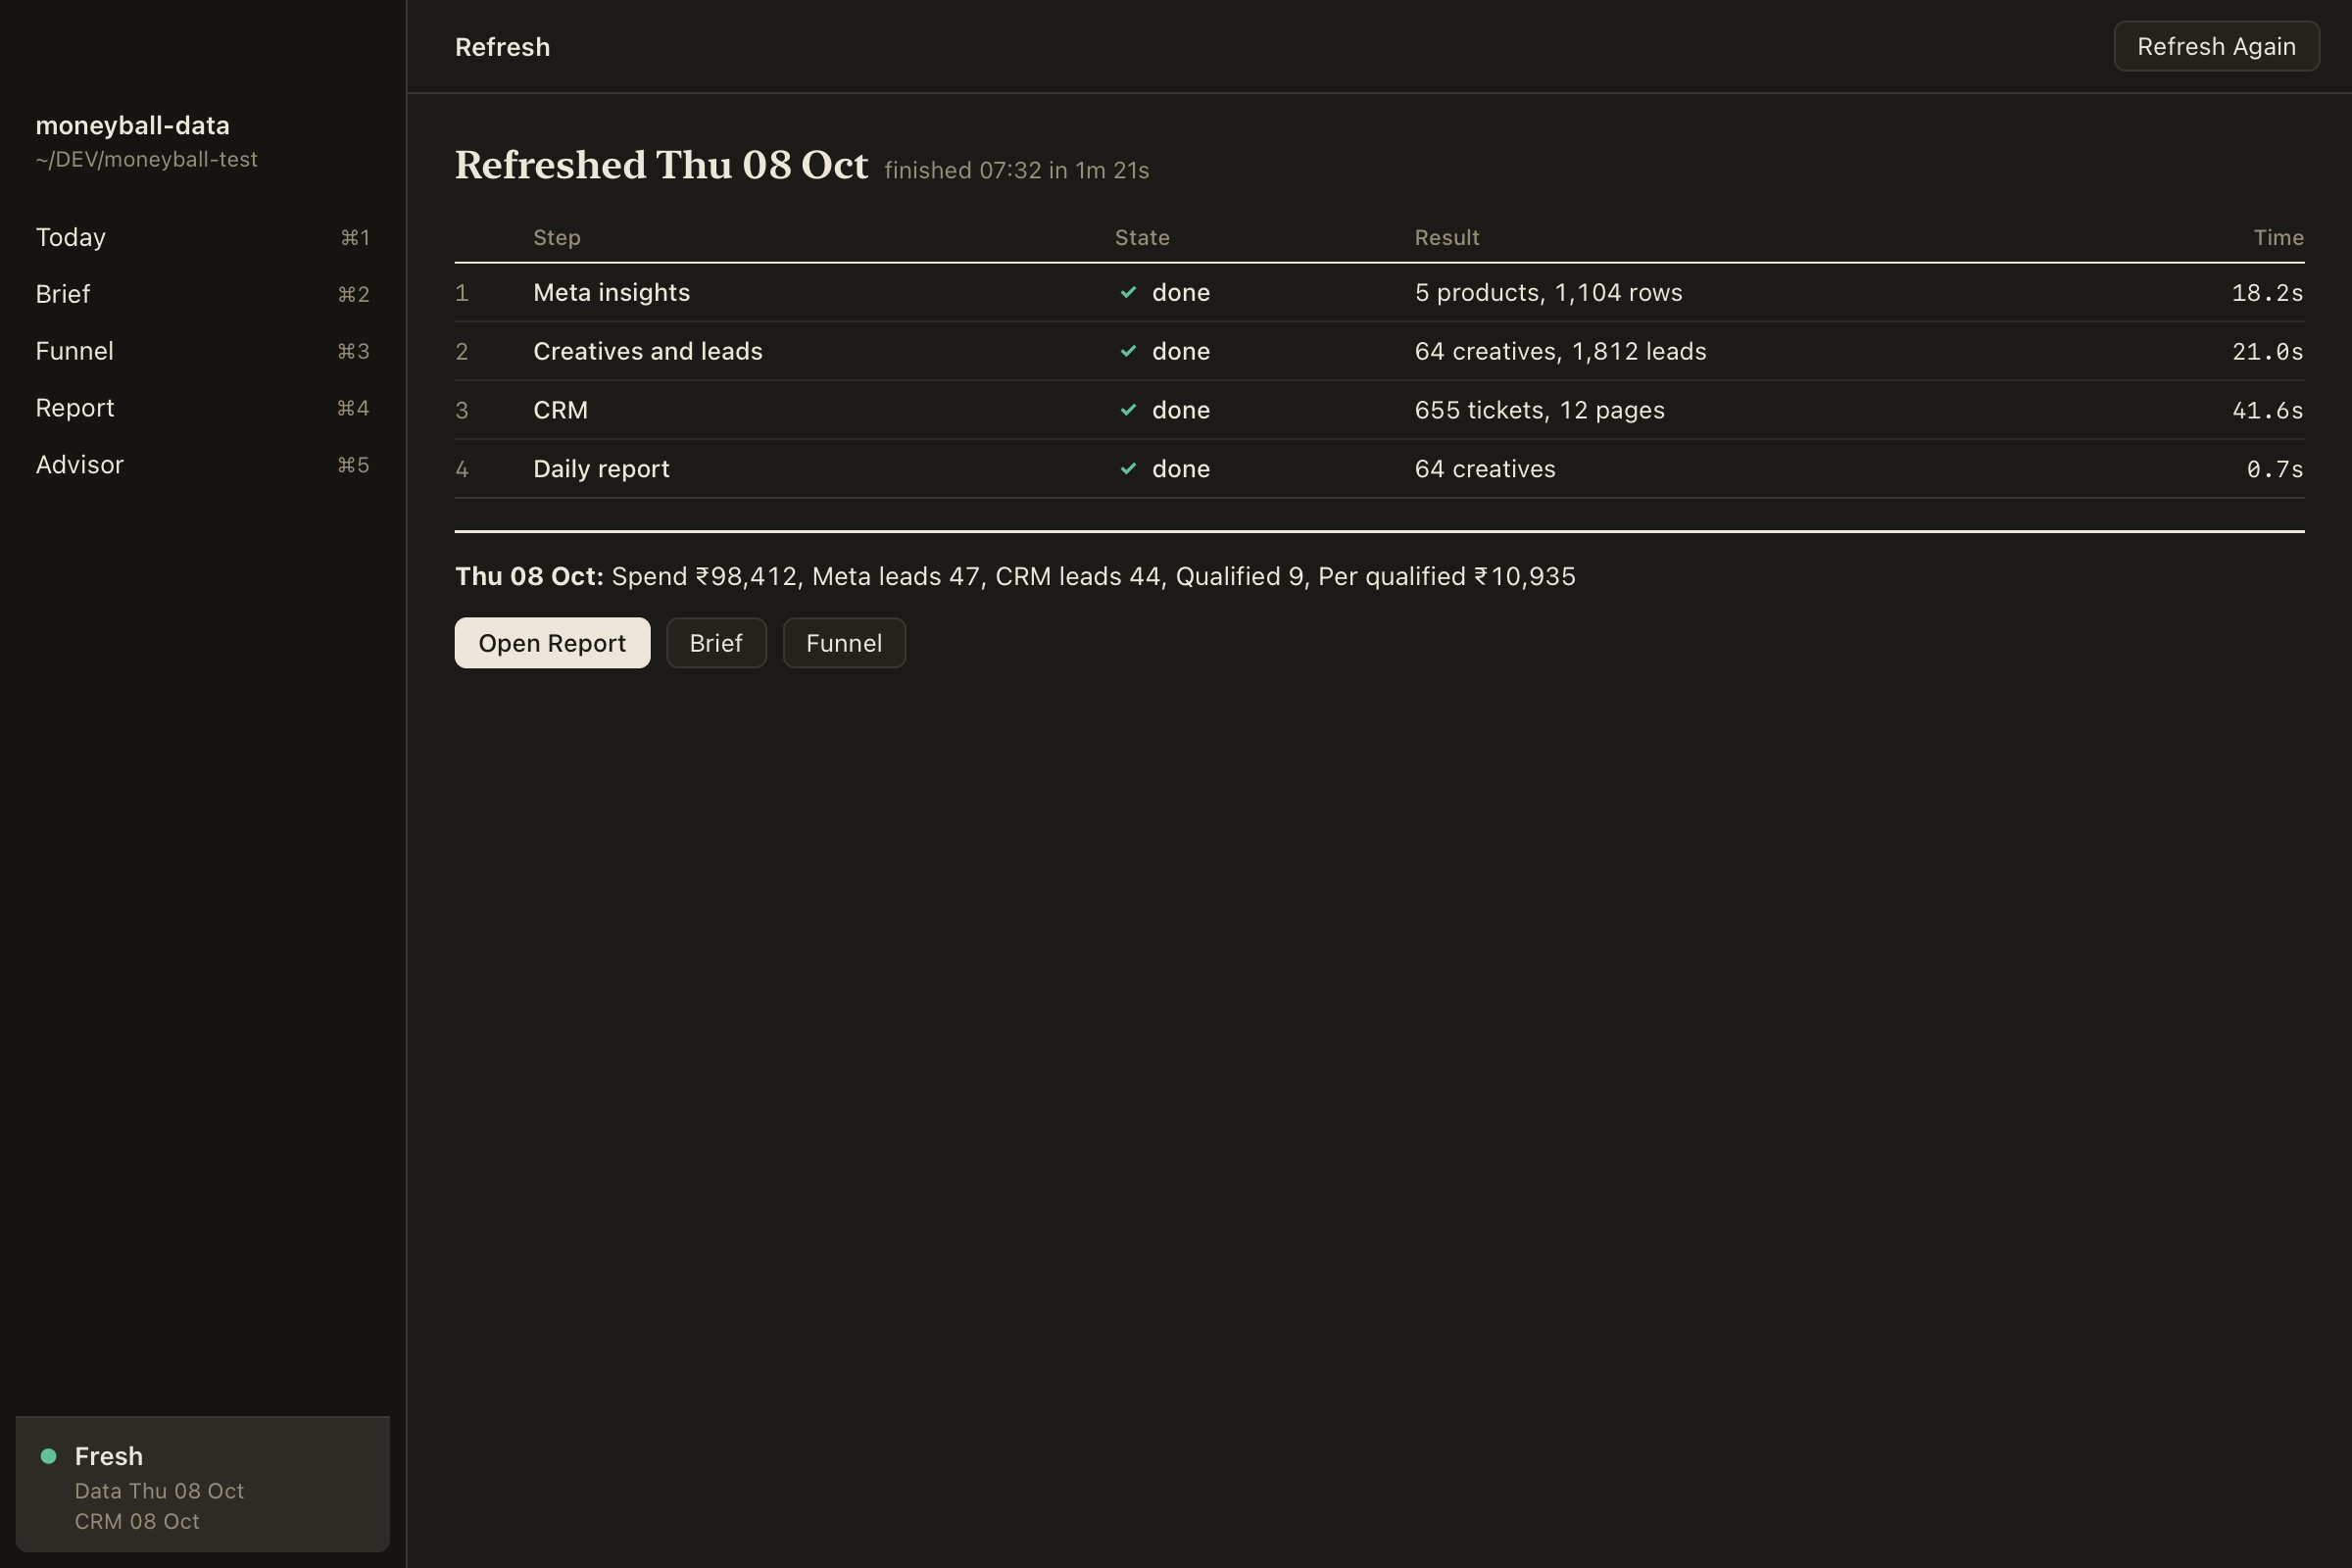 moneyball-data
~/DEV/moneyball-test
Today ⌘1
Brief ⌘2
Funnel ⌘3
Report ⌘4
Advisor ⌘5
Fresh
Data Thu 08 Oct
CRM 08 Oct
Refresh
Refresh Again
Refreshed Thu 08 Oct finished 07:32 in 1m 21s
Step State Result Time
1 Meta insights ✓ done 5 products, 1,104 rows 18.2s
2 Creatives and leads ✓ done 64 creatives, 1,812 leads 21.0s
3 CRM ✓ done 655 tickets, 12 pages 41.6s
4 Daily report ✓ done 64 creatives 0.7s
Thu 08 Oct: Spend ₹98,412, Meta leads 47, CRM leads 44, Qualified 9, Per qualified ₹10,935
Open Report Brief Funnel